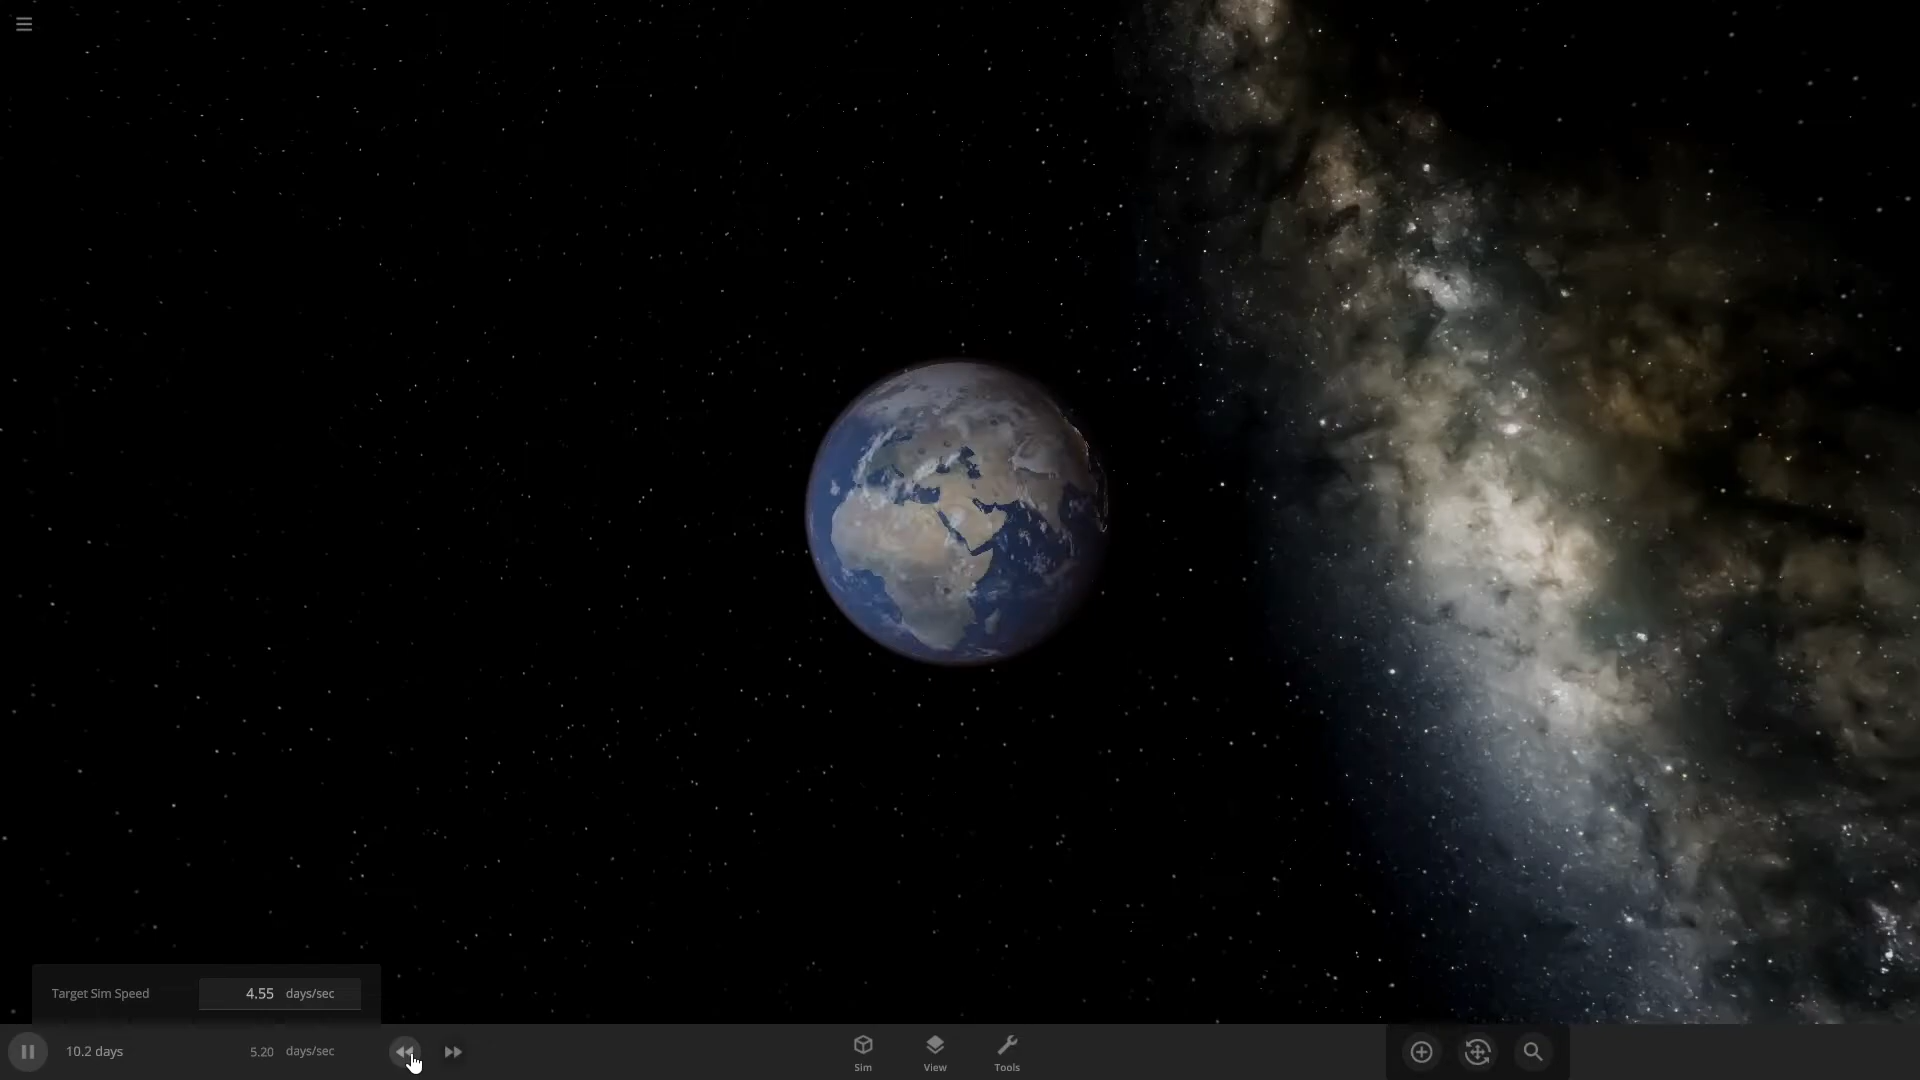 Target Sim Speed 4.55 days/sec
10.2 days 5.20 days/sec
Sim View Tools